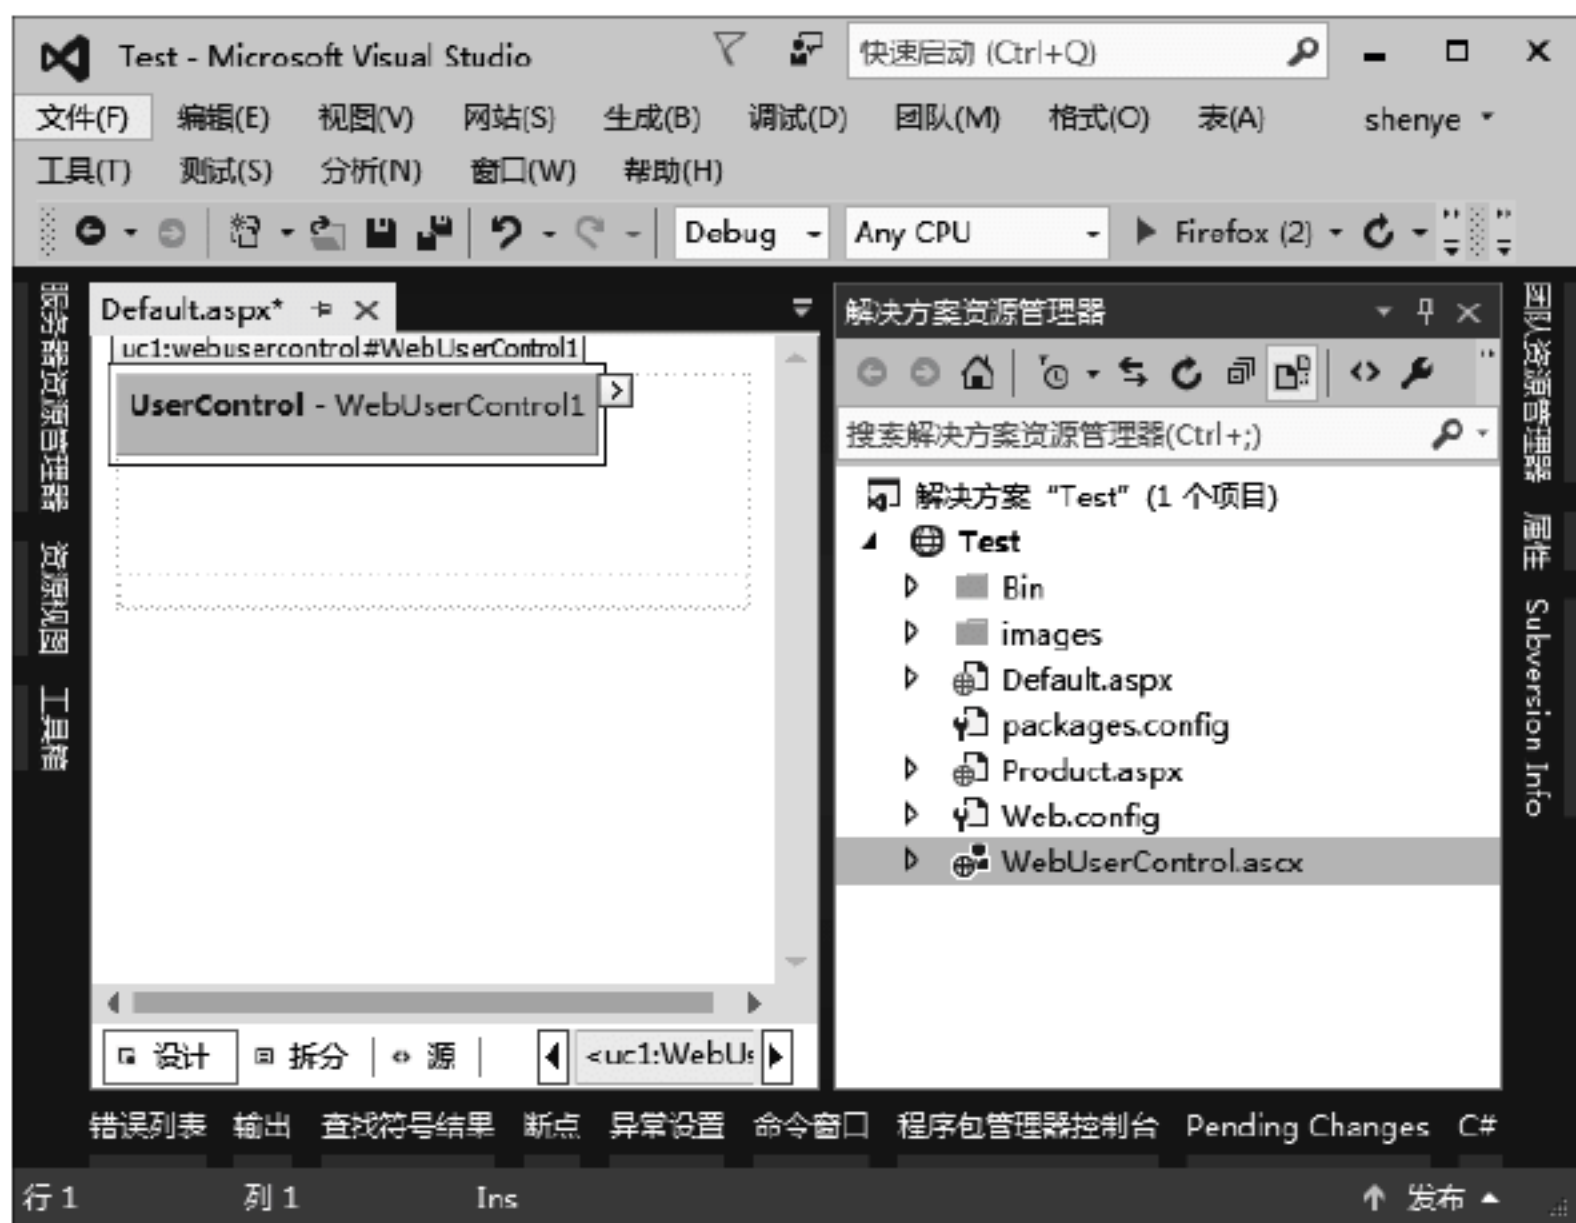 Test - Microsoft Visual Studio
快速启动 (Ctrl+Q)
文件(F) 编辑(E) 视图(V) 网站(S) 生成(B) 调试(D) 团队(M) 格式(O) 表(A) shenye
工具(T) 测试(S) 分析(N) 窗口(W) 帮助(H)
Debug Any CPU Firefox (2)
服务器资源管理器
资源视图
工具箱
Default.aspx*
uc1:webusercontrol#WebUserControl1
UserControl - WebUserControl1
设计 拆分 源 <uc1:WebUs
解决方案资源管理器
搜索解决方案资源管理器(Ctrl+;)
解决方案 “Test” (1 个项目)
Test
Bin
images
Default.aspx
packages.config
Product.aspx
Web.config
WebUserControl.ascx
团队资源管理器
属性
Subversion Info
错误列表 输出 查找符号结果 断点 异常设置 命令窗口 程序包管理器控制台 Pending Changes C#
行 1 列 1 Ins 发布